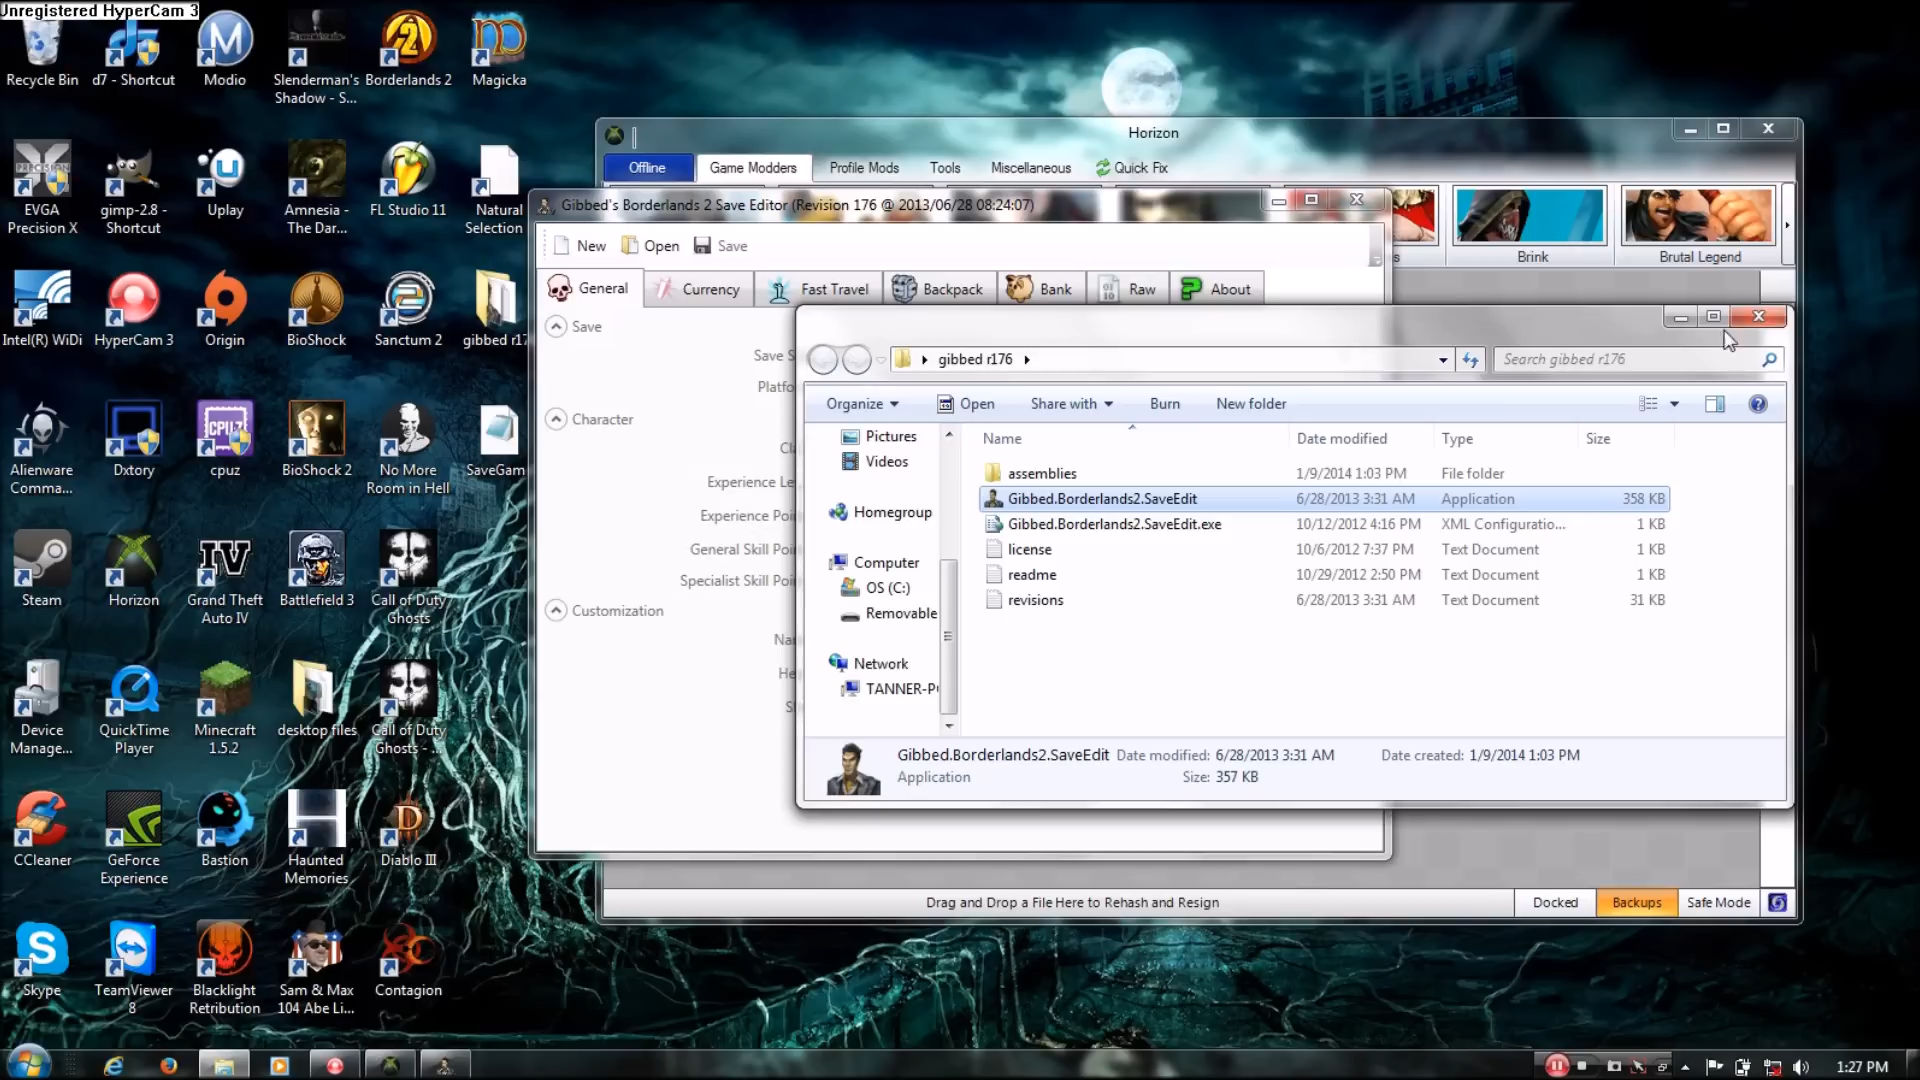 Unregistered HyperCam 3
Recycle Bin
d7 - Shortcut
Modio
Slenderman's
Shadow - S...
Borderlands 2
Magicka
EVGA
Precision X
gimp-2.8 -
Shortcut
Uplay
Amnesia -
The Dar...
FL Studio 11
Natural
Selection
Intel(R) WiDi
HyperCam 3
Origin
BioShock
Sanctum 2
gibbed r17
Alienware
Comma...
Dxtory
cpuz
BioShock 2
No More
Room in Hell
SaveGam
Steam
Horizon
Grand Theft
Auto IV
Battlefield 3
Call of Duty
Ghosts
Device
Manage...
QuickTime
Player
Minecraft
1.5.2
desktop files
Call of Duty
Ghosts - ...
CCleaner
GeForce
Experience
Bastion
Haunted
Memories
Diablo III
Skype
TeamViewer
8
Blacklight
Retribution
Sam & Max
104 Abe Li...
Contagion
Horizon
Offline
Game Modders
Profile Mods
Tools
Miscellaneous
Quick Fix
Brink
Brutal Legend
Gibbed's Borderlands 2 Save Editor (Revision 176 @ 2013/06/28 08:24:07)
New
Open
Save
General
Currency
Fast Travel
Backpack
Bank
Raw
About
Save
Save S
Platfo
Character
Cla
Experience Le
Experience Poi
General Skill Poi
Specialist Skill Poi
Customization
Nam
He
Sk
gibbed r176
Search gibbed r176
Organize
Open
Share with
Burn
New folder
Pictures
Videos
Homegroup
Computer
OS (C:)
Removable
Network
TANNER-P
Name Date modified Type Size
assemblies 1/9/2014 1:03 PM File folder
Gibbed.Borderlands2.SaveEdit 6/28/2013 3:31 AM Application 358 KB
Gibbed.Borderlands2.SaveEdit.exe 10/12/2012 4:16 PM XML Configuratio... 1 KB
license 10/6/2012 7:37 PM Text Document 1 KB
readme 10/29/2012 2:50 PM Text Document 1 KB
revisions 6/28/2013 3:31 AM Text Document 31 KB
Gibbed.Borderlands2.SaveEdit Date modified: 6/28/2013 3:31 AM Date created: 1/9/2014 1:03 PM
Application Size: 357 KB
Drag and Drop a File Here to Rehash and Resign
Docked
Backups
Safe Mode
1:27 PM